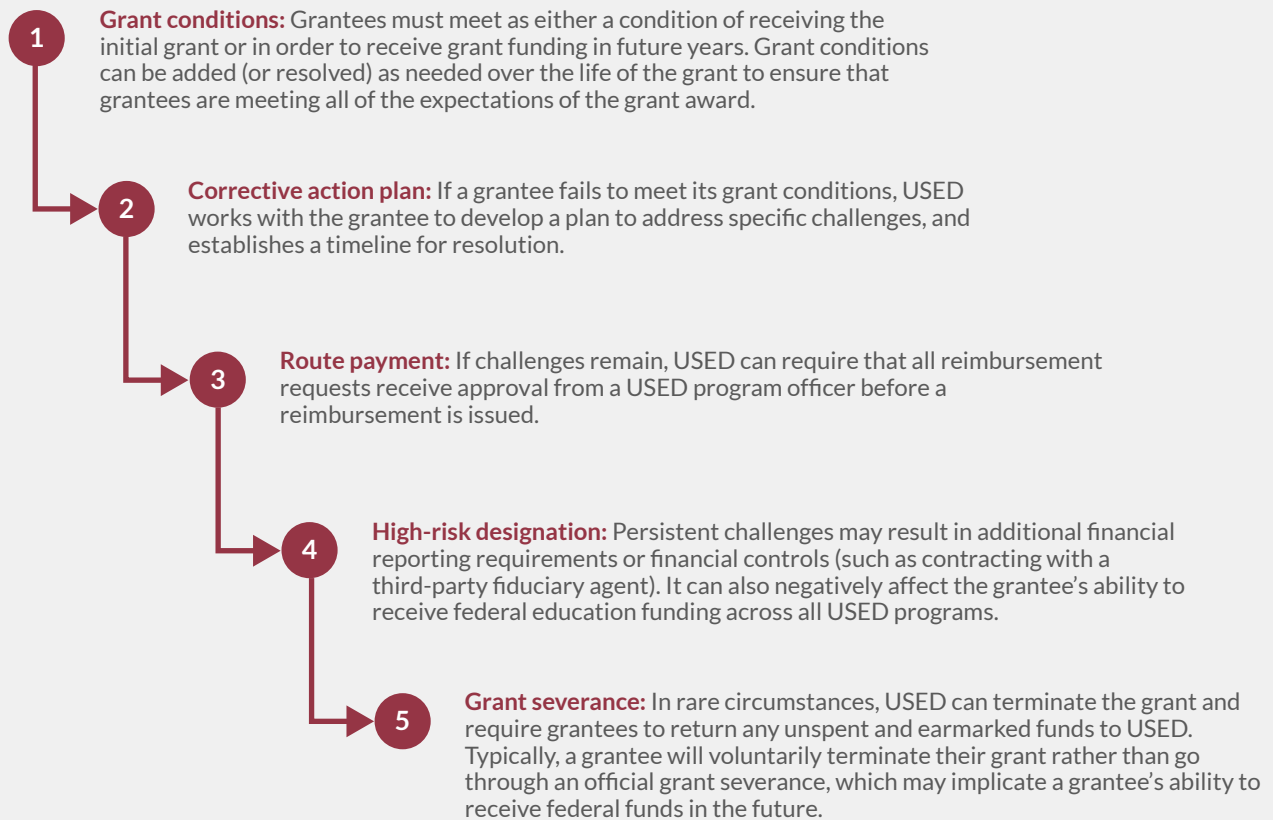 1
Grant conditions: Grantees must meet as either a condition of receiving the
initial grant or in order to receive grant funding in future years. Grant conditions
can be added (or resolved) as needed over the life of the grant to ensure that
grantees are meeting all of the expectations of the grant award.
2
Corrective action plan: If a grantee fails to meet its grant conditions, USED
works with the grantee to develop a plan to address specific challenges, and
establishes a timeline for resolution.
3
Route payment: If challenges remain, USED can require that all reimbursement
requests receive approval from a USED program officer before a
reimbursement is issued.
4
High-risk designation: Persistent challenges may result in additional financial
reporting requirements or financial controls (such as contracting with a
third-party fiduciary agent). It can also negatively affect the grantee’s ability to
receive federal education funding across all USED programs.
5
Grant severance: In rare circumstances, USED can terminate the grant and
require grantees to return any unspent and earmarked funds to USED.
Typically, a grantee will voluntarily terminate their grant rather than go
through an official grant severance, which may implicate a grantee’s ability to
receive federal funds in the future.